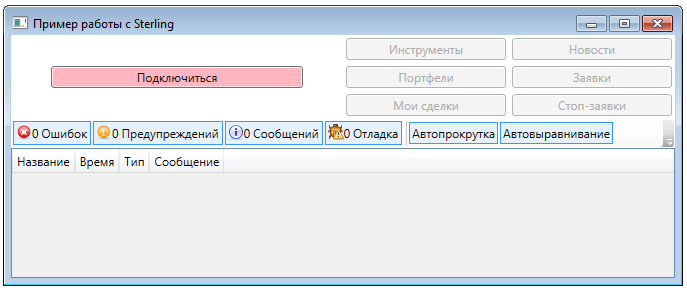 Пример работы с Sterling
Подключиться
Инструменты Новости
Портфели Заявки
Мои сделки Стоп-заявки
0 Ошибок 0 Предупреждений 0 Сообщений 0 Отладка Автопрокрутка Автовыравнивание
Название Время Тип Сообщение